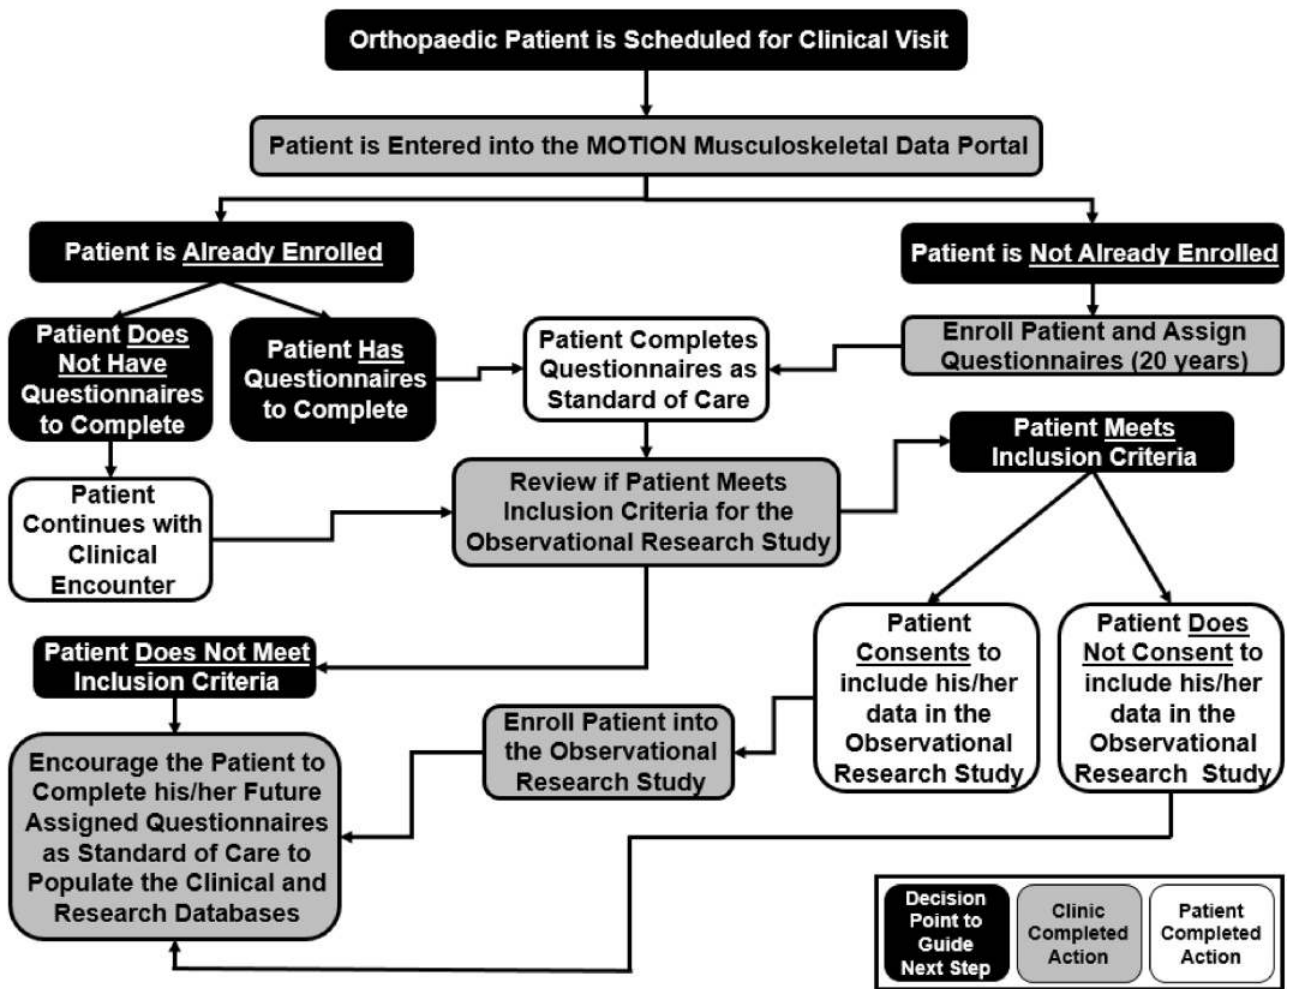 Orthopaedic Patient is Scheduled for Clinical Visit
Patient is Entered into the MOTION Musculoskeletal Data Portal
Patient is Already Enrolled
Patient is Not Already Enrolled
Patient Does
Not Have
Questionnaires
to Complete
Patient Has
Questionnaires
to Complete
Patient Completes
Questionnaires as
Standard of Care
Enroll Patient and Assign
Questionnaires (20 years)
Patient
Continues with
Clinical
Encounter
Review if Patient Meets
Inclusion Criteria for the
Observational Research Study
Patient Meets
Inclusion Criteria
Patient Does Not Meet
Inclusion Criteria
Enroll Patient into
the Observational
Research Study
Patient
Consents to
include his/her
data in the
Observational
Research Study
Patient Does
Not Consent to
include his/her
data in the
Observational
Research Study
Encourage the Patient to
Complete his/her Future
Assigned Questionnaires
as Standard of Care to
Populate the Clinical and
Research Databases
Decision
Point to
Guide
Next Step
Clinic
Completed
Action
Patient
Completed
Action